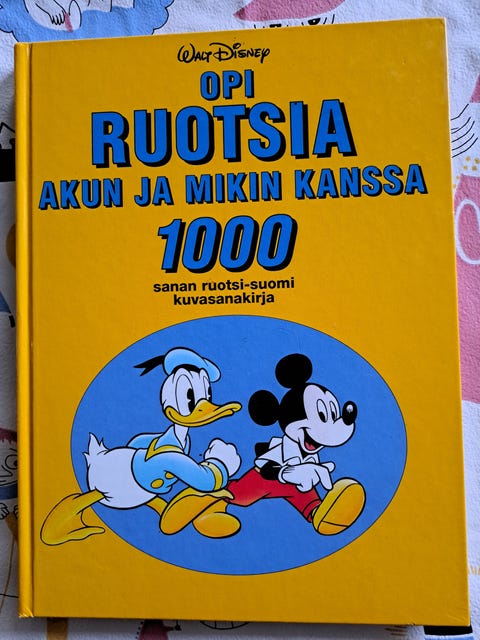 Walt Disney
OPI
RUOTSIA
AKUN JA MIKIN KANSSA
1000
sanan ruotsi-suomi
kuvasanakirja